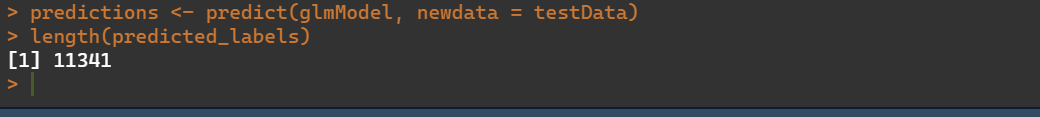 > predictions <- predict(glmModel, newdata = testData)
> length(predicted_labels)
[1] 11341
>